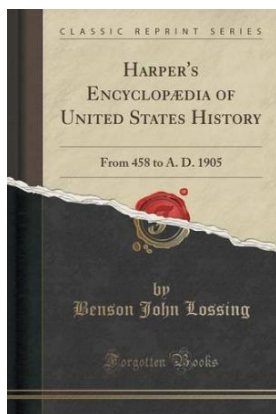 CLASSIC REPRINT SERIES
HARPER'S
ENCYCLOPÆDIA OF
UNITED STATES HISTORY
From 458 to A. D. 1905
by
Benson John Lossing
Forgotten Books